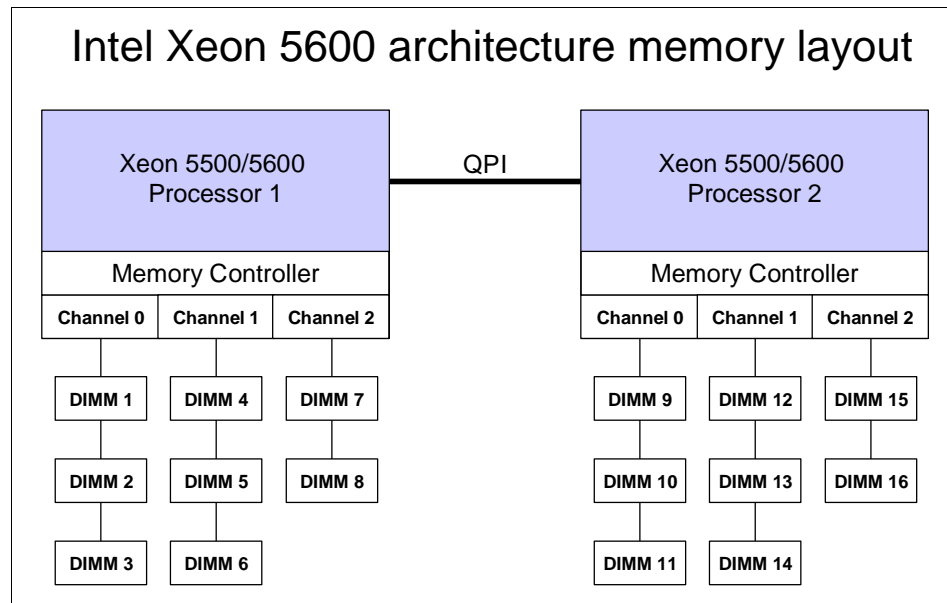 Intel Xeon 5600 architecture memory layout
Xeon 5500/5600
Processor 1
QPI
Xeon 5500/5600
Processor 2
Memory Controller
Memory Controller
Channel 0
Channel 1
Channel 2
Channel 0
Channel 1
Channel 2
DIMM 1
DIMM 4
DIMM 7
DIMM 9
DIMM 12
DIMM 15
DIMM 2
DIMM 5
DIMM 8
DIMM 10
DIMM 13
DIMM 16
DIMM 3
DIMM 6
DIMM 11
DIMM 14